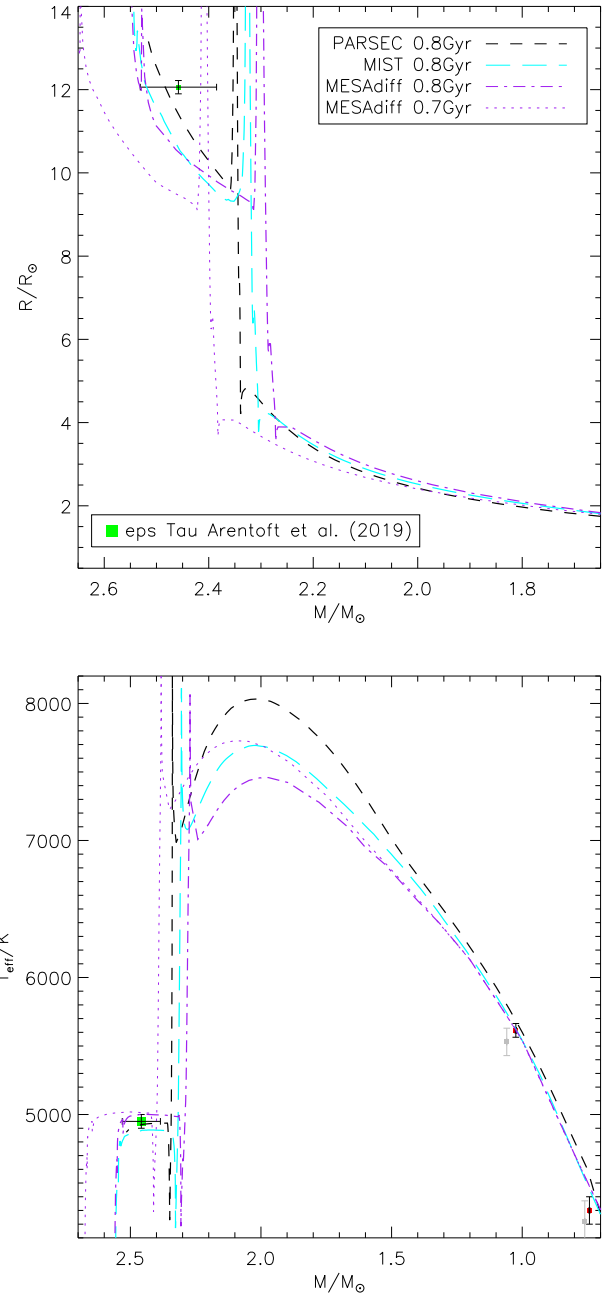 14
12
10
8
6
4
2
R/R☉
PARSEC 0.8Gyr
MIST 0.8Gyr
MESAdiff 0.8Gyr
MESAdiff 0.7Gyr
eps Tau Arentoft et al. (2019)
2.6 2.4 2.2 2.0 1.8
M/M☉
8000
7000
6000
5000
Teff/K
2.5 2.0 1.5 1.0
M/M☉